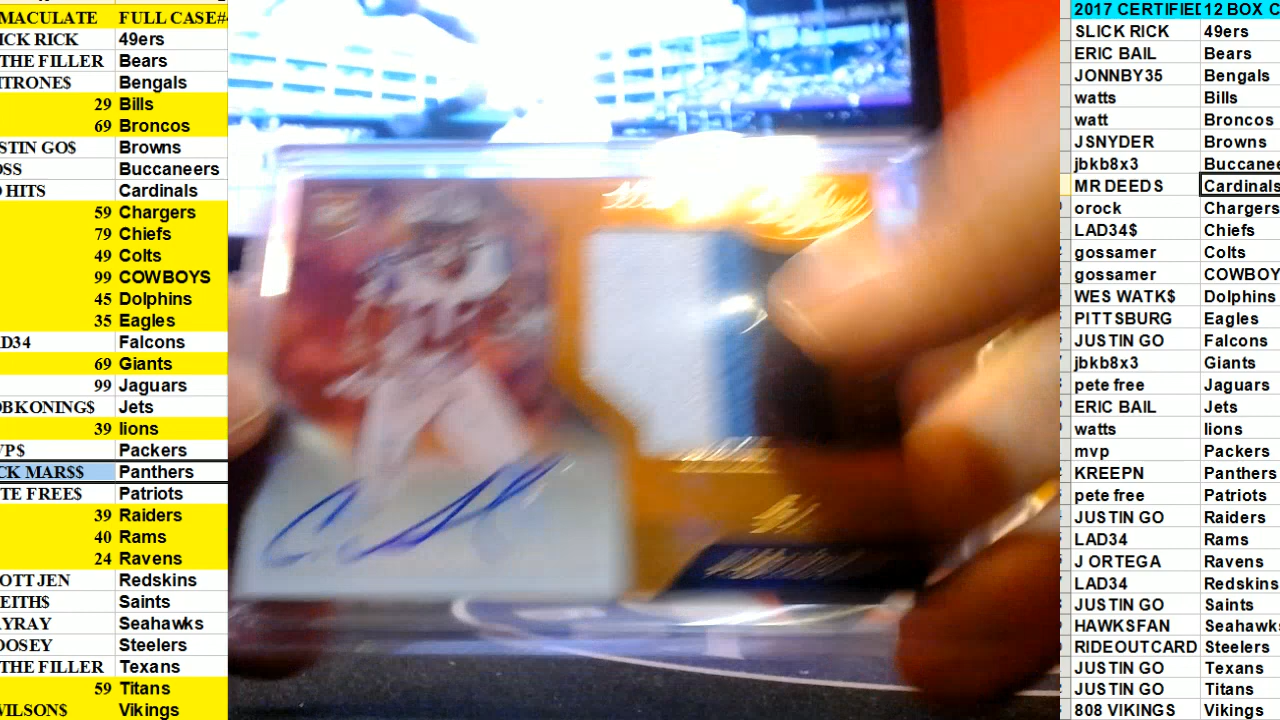 MACULATE FULL CASE#
ICK RICK 49ers
THE FILLER Bears
ITRONE$ Bengals
29 Bills
69 Broncos
STIN GO$ Browns
OSS Buccaneers
HITS Cardinals
59 Chargers
79 Chiefs
49 Colts
99 COWBOYS
45 Dolphins
35 Eagles
D34 Falcons
69 Giants
99 Jaguars
OBKONING$ Jets
39 lions
VP$ Packers
CK MAR$$ Panthers
TE FREE$ Patriots
39 Raiders
40 Rams
24 Ravens
OTT JEN Redskins
EITH$ Saints
AYRAY Seahawks
OOSEY Steelers
THE FILLER Texans
59 Titans
WILSON$ Vikings
2017 CERTIFIED 12 BOX C
SLICK RICK 49ers
ERIC BAIL Bears
JONNBY35 Bengals
watts Bills
watt Broncos
JSNYDER Browns
jbkb8x3 Buccanee
MR DEEDS Cardinals
orock Chargers
LAD34$ Chiefs
gossamer Colts
gossamer COWBOY
WES WATK$ Dolphins
PITTSBURG Eagles
JUSTIN GO Falcons
jbkb8x3 Giants
pete free Jaguars
ERIC BAIL Jets
watts lions
mvp Packers
KREEPN Panthers
pete free Patriots
JUSTIN GO Raiders
LAD34 Rams
J ORTEGA Ravens
LAD34 Redskins
JUSTIN GO Saints
HAWKSFAN Seahawks
RIDEOUTCARD Steelers
JUSTIN GO Texans
JUSTIN GO Titans
808 VIKINGS Vikings